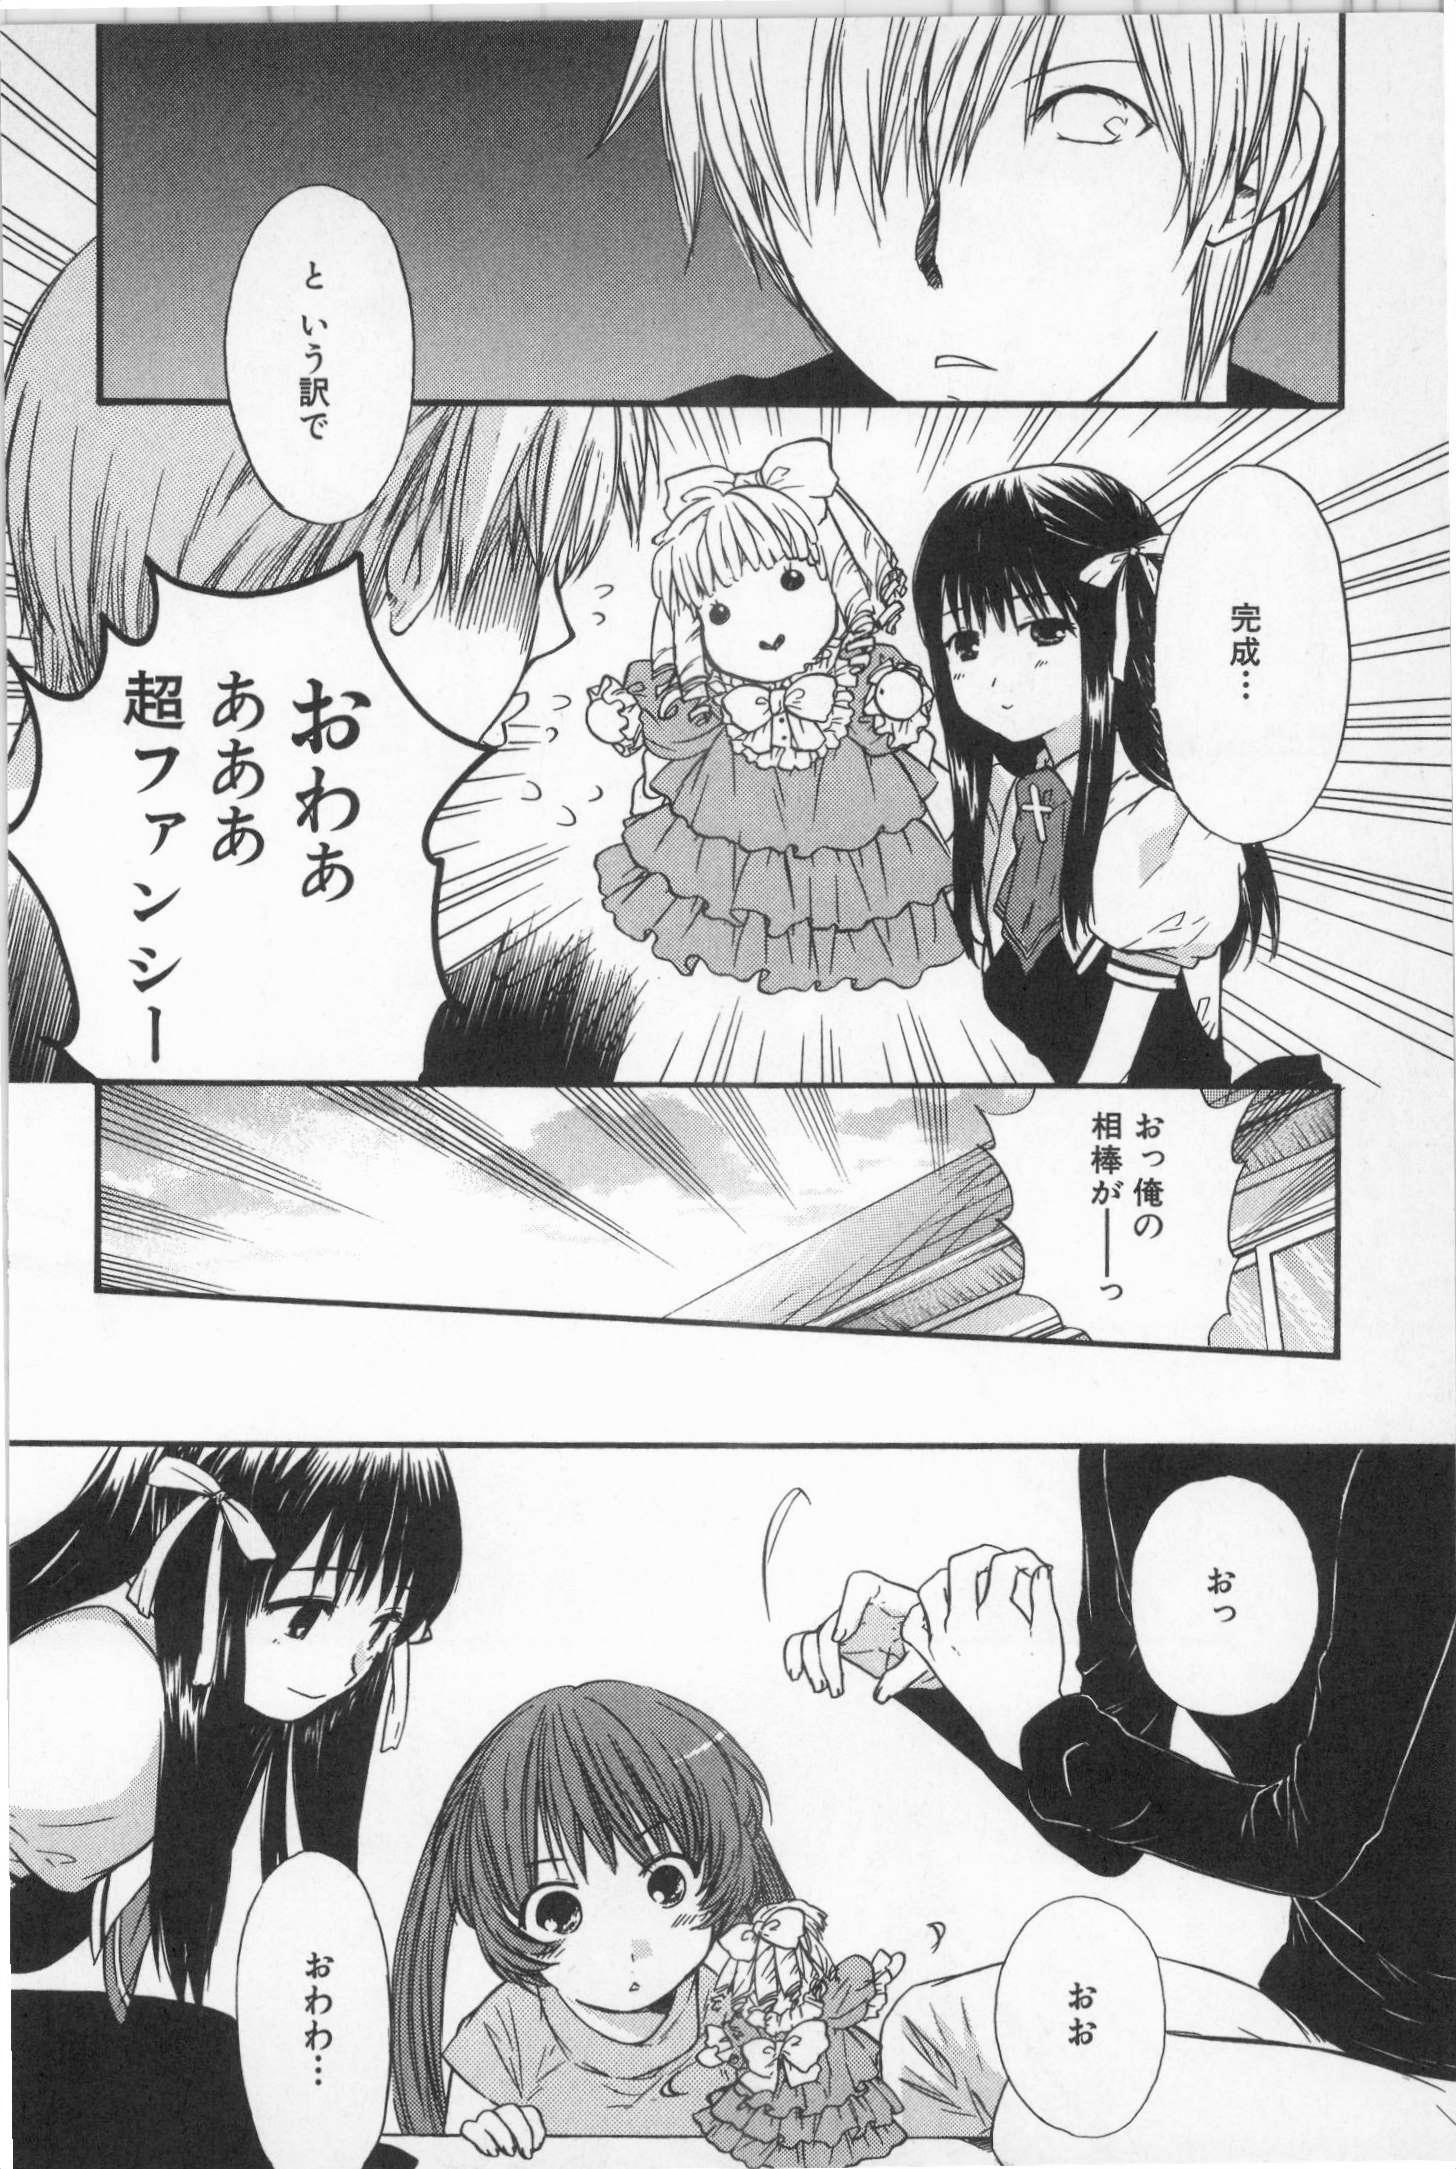 完成…
と いう訳で
おわぁ
あああ
超ファンシー
おっ俺の
相棒が――っ
おっ
おお
おわわ…